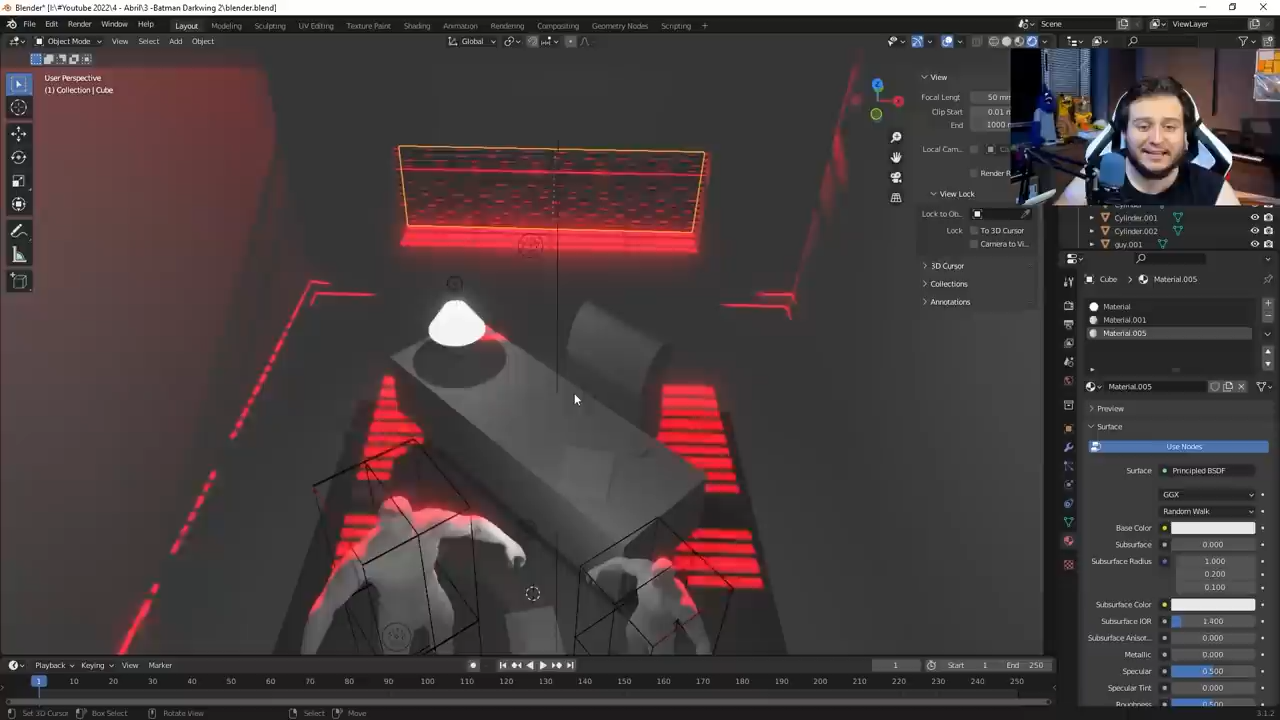 Blender* [I:\#Youtube 2022\4 - Abril\3 -Batman Darkwing 2\blender.blend]
File Edit Render Window Help Layout Modeling Sculpting UV Editing Texture Paint Shading Animation Rendering Compositing Geometry Nodes Scripting + Scene ViewLayer
Object Mode View Select Add Object Global
User Perspective
(1) Collection | Cube
View
Focal Lengt 50 m
Clip Start 0.01
End 1000
Local Cam
Render R
View Lock
Lock to Ob..
Lock To 3D Cursor
Camera to Vi...
3D Cursor
Collections
Annotations
Cylinder.001
Cylinder.002
guy.001
Cube Material.005
Material
Material.001
Material.005
Material.005
Preview
Surface
Use Nodes
Surface Principled BSDF
GGX
Random Walk
Base Color
Subsurface 0.000
Subsurface Radius 1.000
0.200
0.100
Subsurface Color
Subsurface IOR 1.400
Subsurface Anisot... 0.000
Metallic 0.000
Specular 0.500
Specular Tint 0.000
Roughness 0.500
Playback Keying View Marker 1 Start 1 End 250
1 10 20 30 40 50 60 70 80 90 100 110 120 130 140 150 160 170 180 190 200 210 220 230 240 250
Set 3D Cursor Box Select Rotate View Select Move 3.1.2